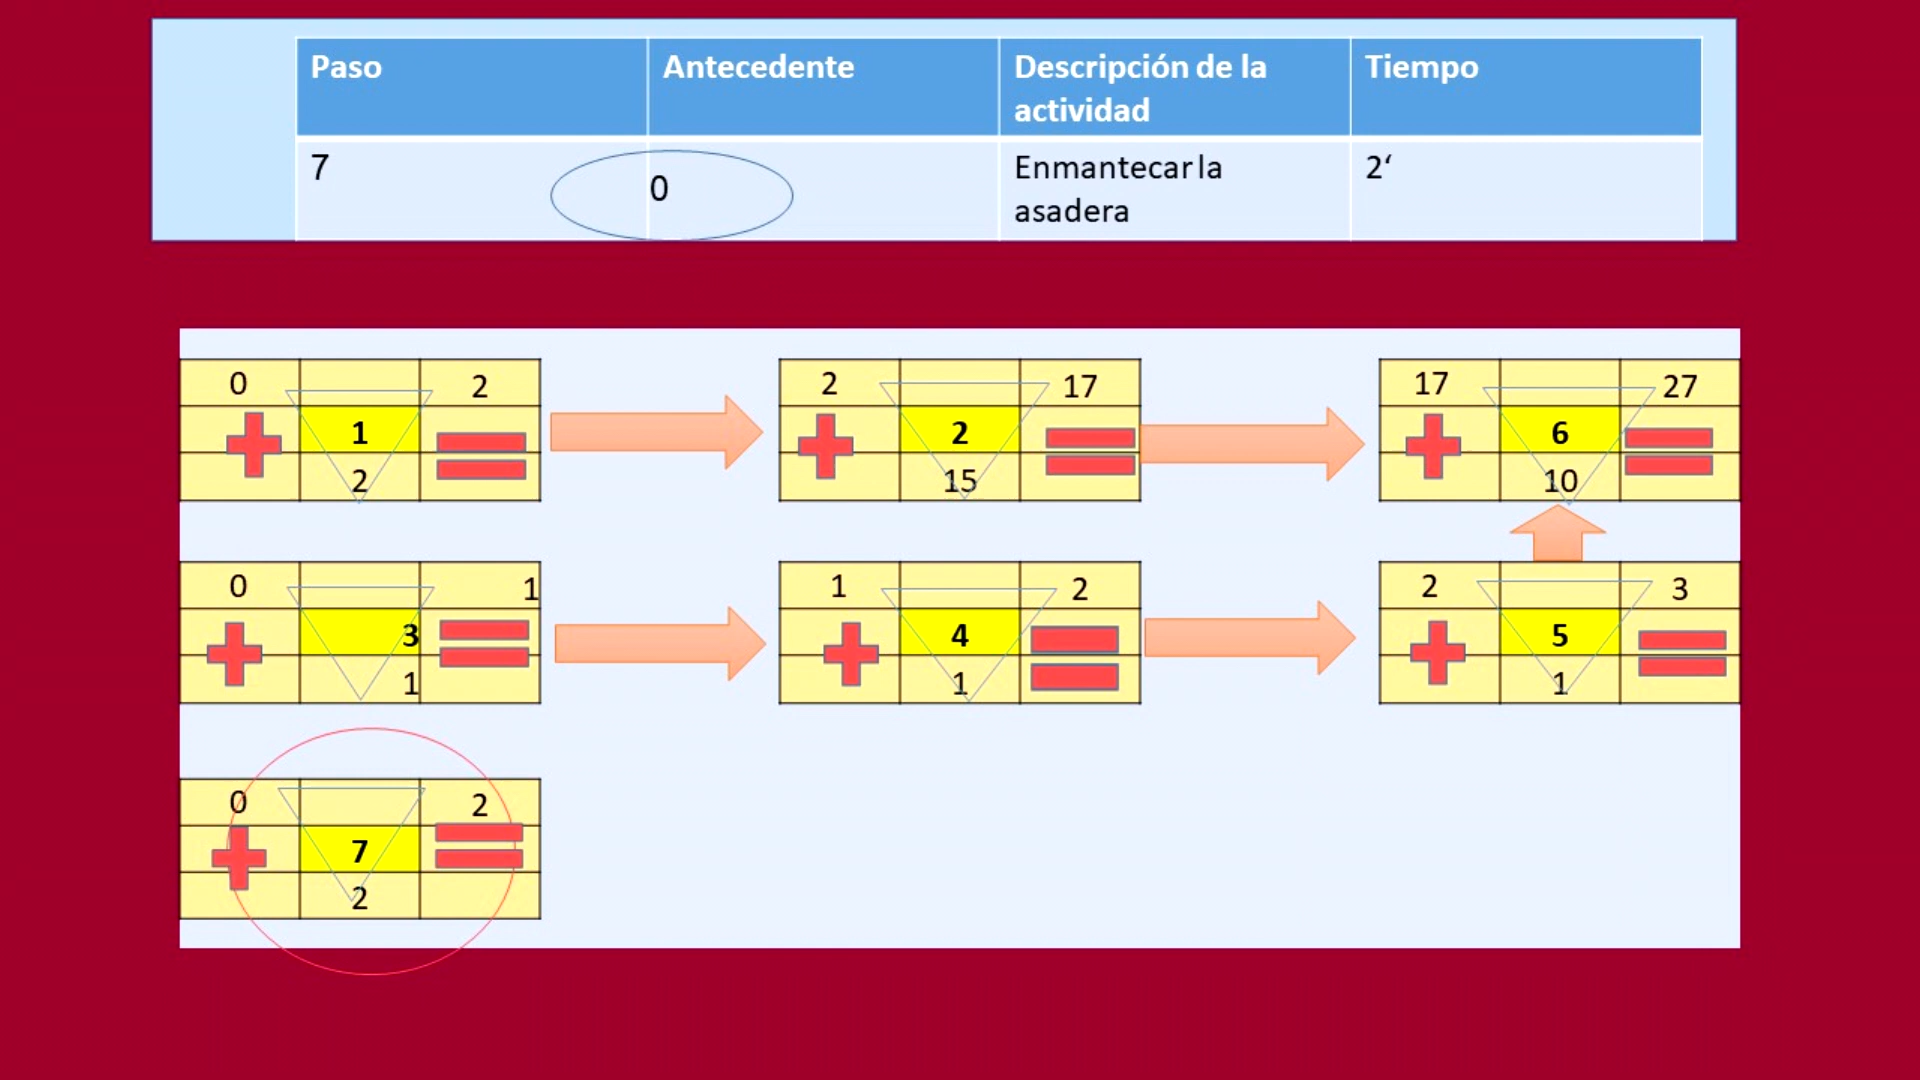 Paso Antecedente Descripción de la Tiempo
actividad
7 0 Enmantecar la 2‘
asadera
0 2 2 17 17 27
1 2 6
2 15 10
0 1 1 2 2 3
3 4 5
1 1 1
0 2
7
2